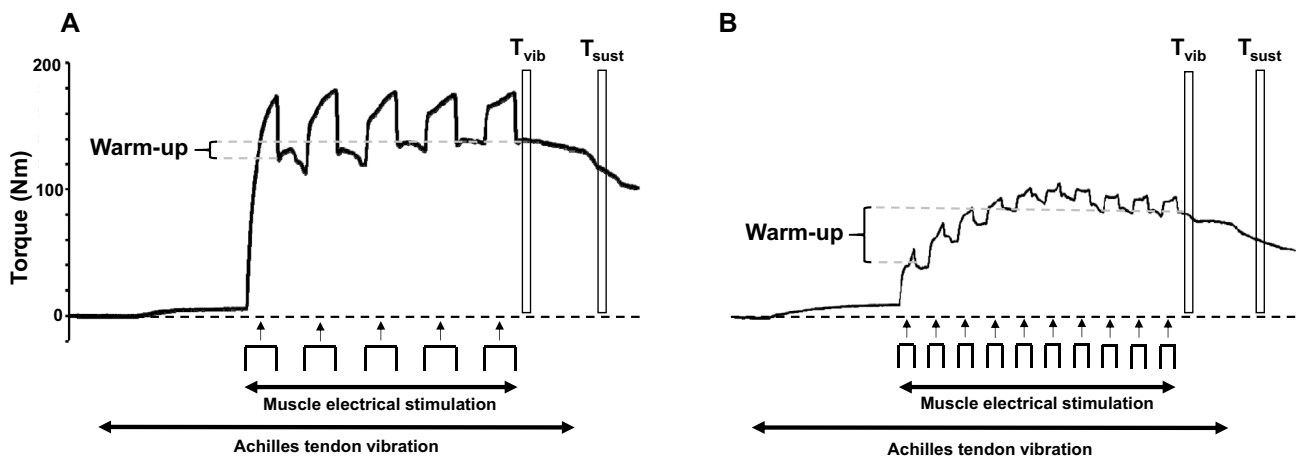 A
T_vib T_sust
200
Warm-up
100
0
Torque (Nm)
Muscle electrical stimulation
Achilles tendon vibration
B
T_vib T_sust
Warm-up
Muscle electrical stimulation
Achilles tendon vibration